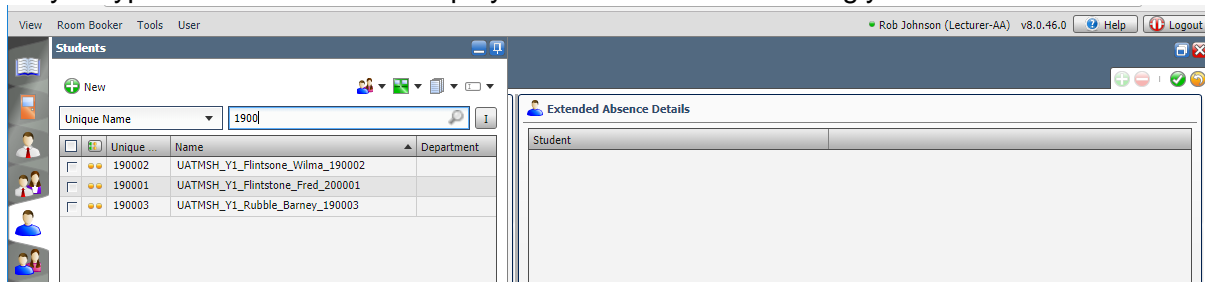 View Room Booker Tools User Rob Johnson (Lecturer-AA) v8.0.46.0 Help Logout
Students
New
Unique Name 1900 I
Extended Absence Details
Unique ... Name Department
Student
190002 UATMSH_Y1_Flintsone_Wilma_190002
190001 UATMSH_Y1_Flintstone_Fred_200001
190003 UATMSH_Y1_Rubble_Barney_190003